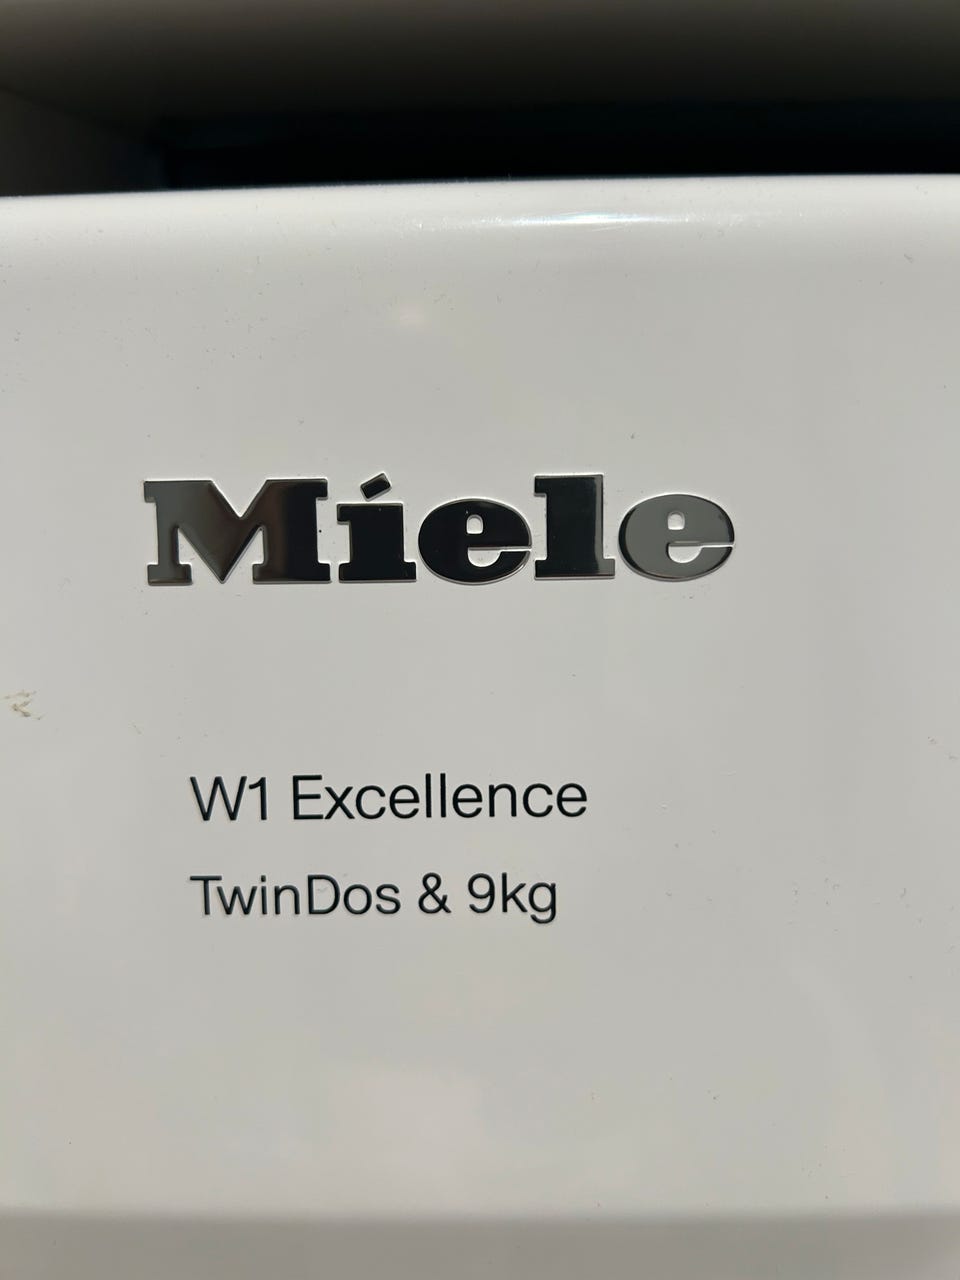 Miele
W1 Excellence
TwinDos & 9kg